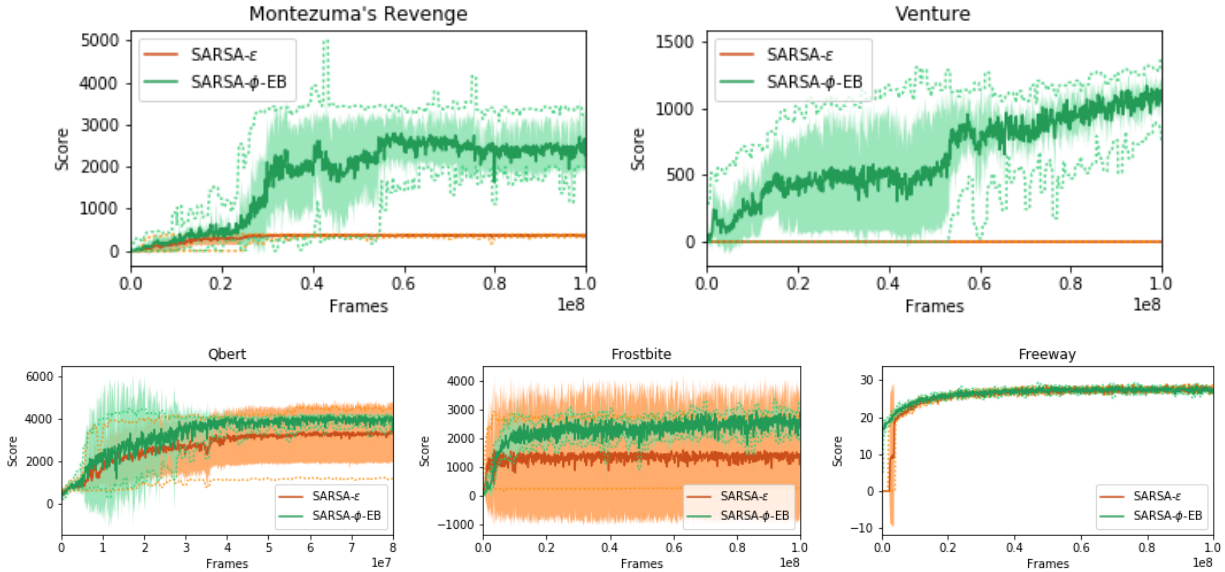 Montezuma's Revenge
5000
4000
3000
2000
1000
0
Score
SARSA-ε
SARSA-ϕ-EB
0.0 0.2 0.4 0.6 0.8 1.0
1e8
Frames
Venture
1500
1000
500
0
Score
SARSA-ε
SARSA-ϕ-EB
0.0 0.2 0.4 0.6 0.8 1.0
1e8
Frames
Qbert
6000
4000
2000
0
Score
SARSA-ε
SARSA-ϕ-EB
0 1 2 3 4 5 6 7 8
1e7
Frames
Frostbite
4000
3000
2000
1000
0
−1000
Score
SARSA-ε
SARSA-ϕ-EB
0.0 0.2 0.4 0.6 0.8 1.0
1e8
Frames
Freeway
30
20
10
0
−10
Score
SARSA-ε
SARSA-ϕ-EB
0.0 0.2 0.4 0.6 0.8 1.0
1e8
Frames